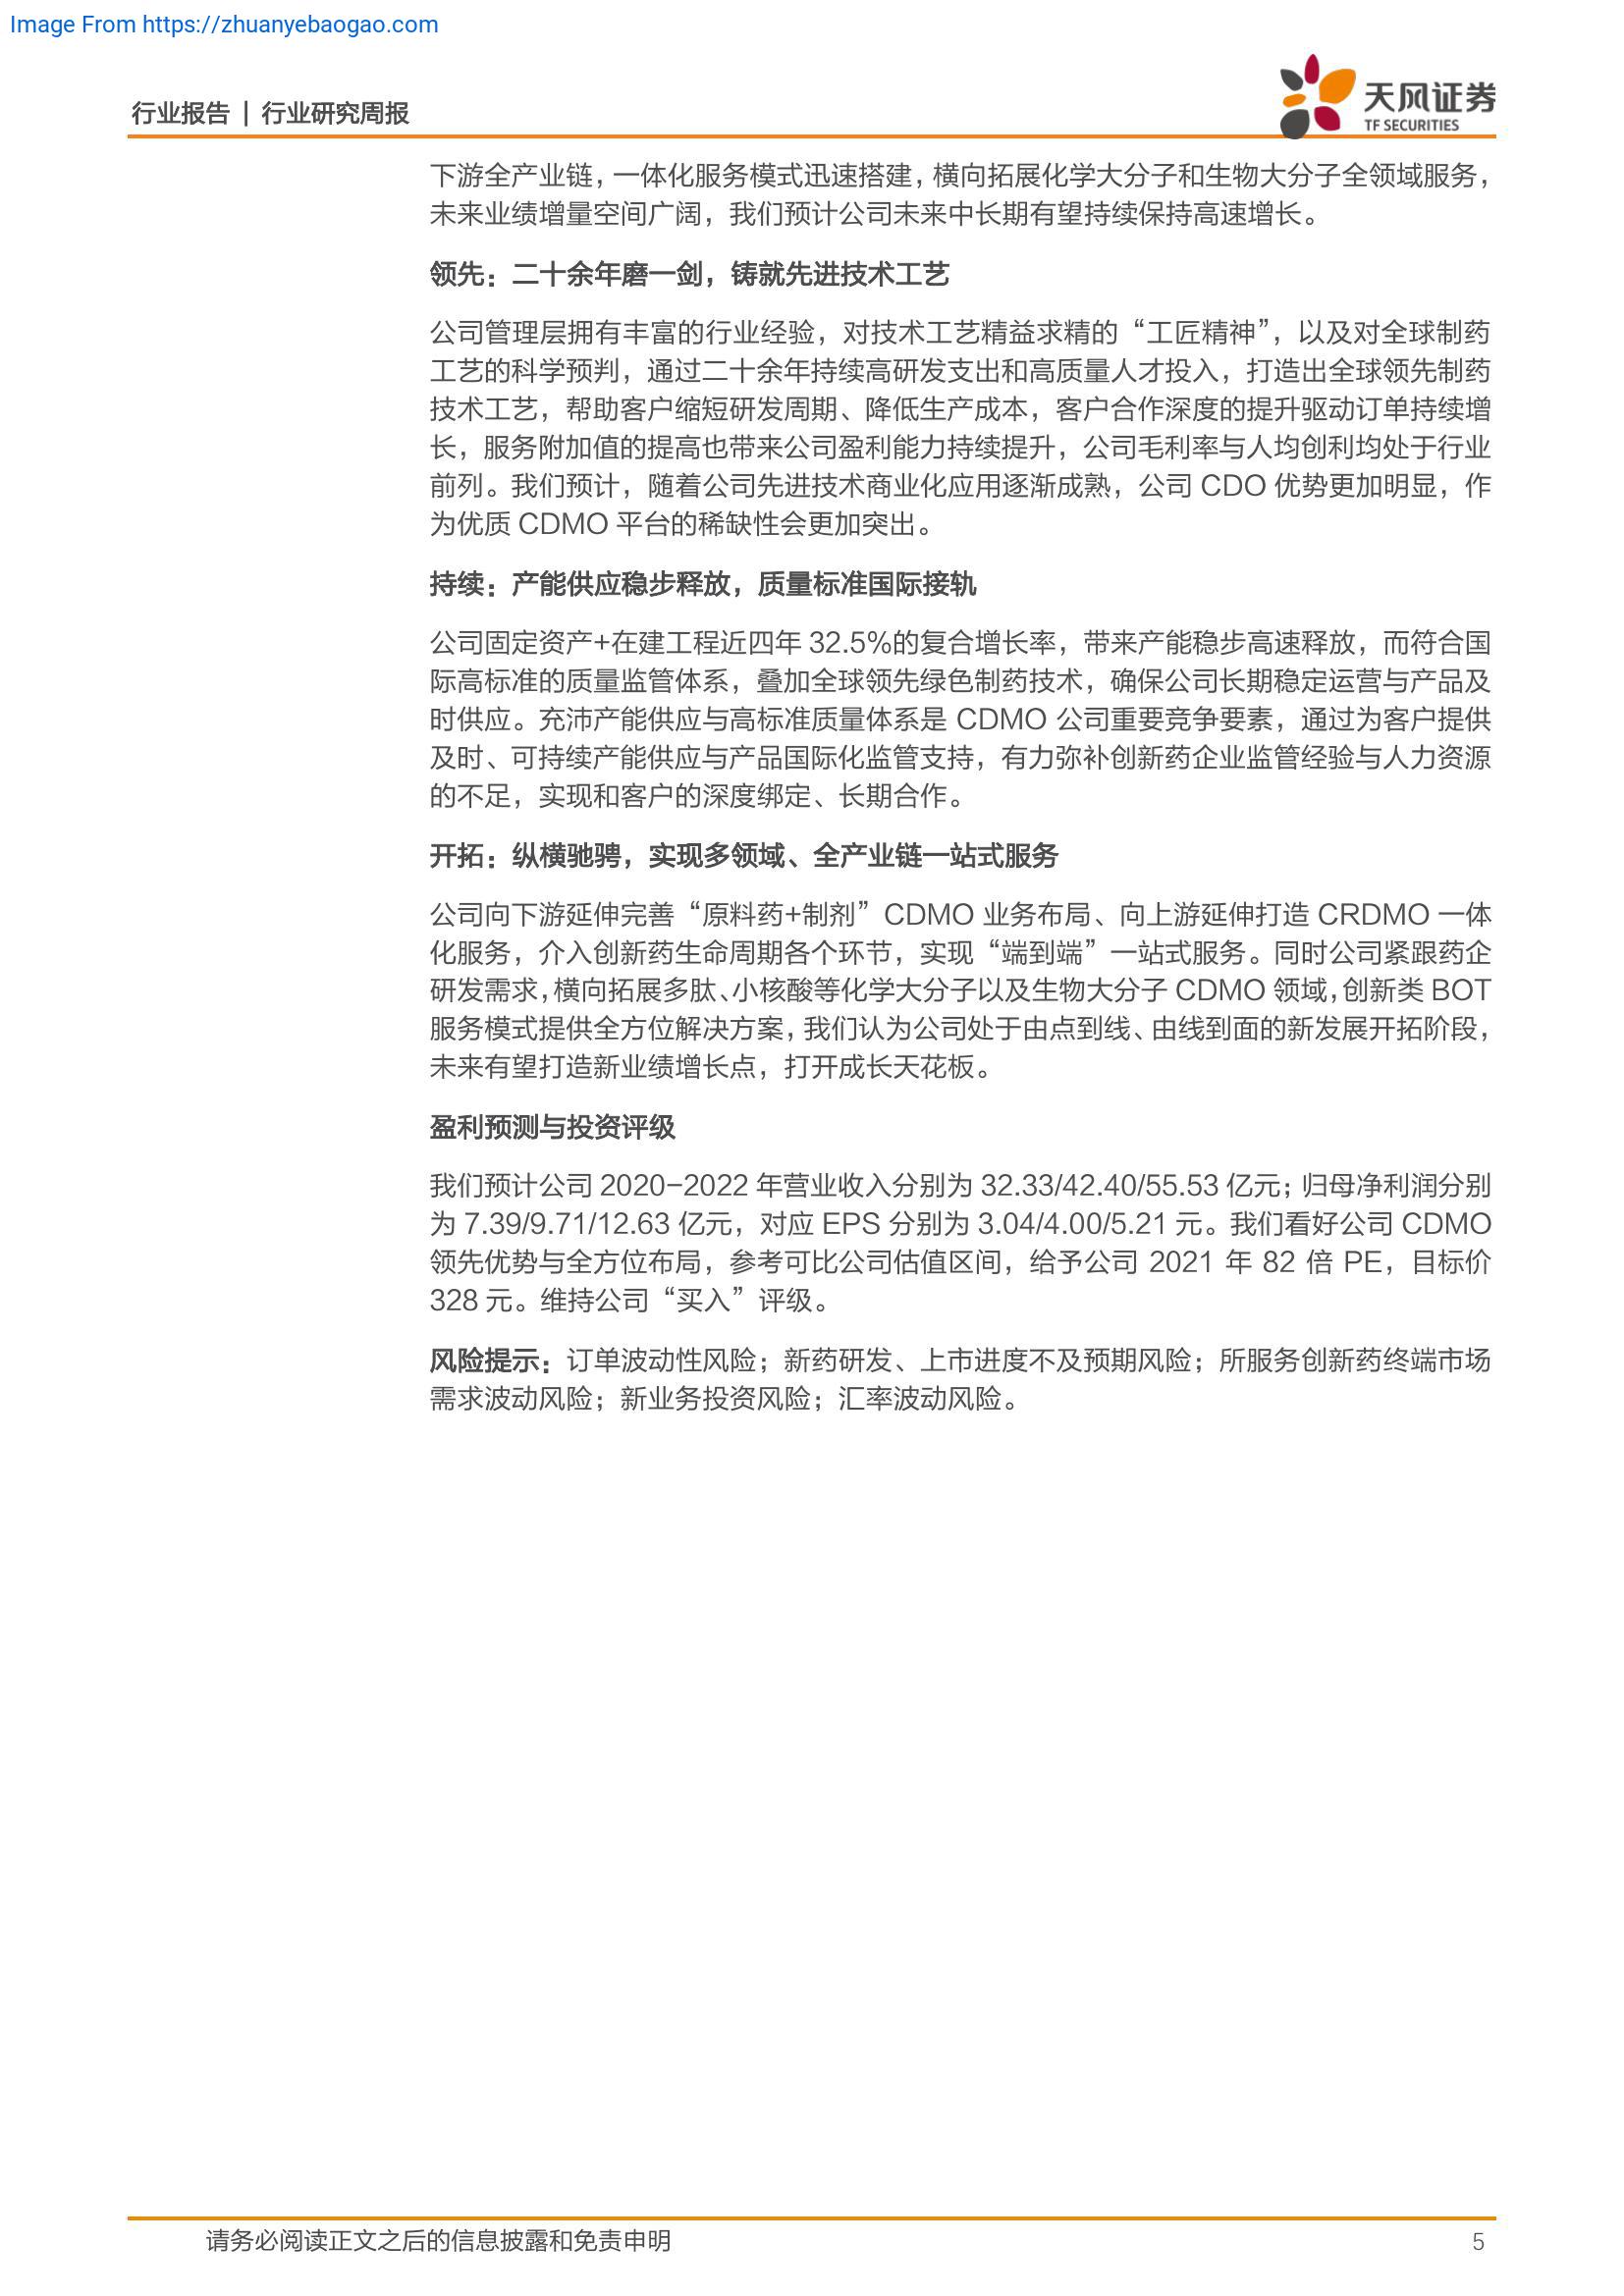 Image From https://zhuanyebaogao.com
行业报告 | 行业研究周报
天风证券
TF SECURITIES
下游全产业链，一体化服务模式迅速搭建，横向拓展化学大分子和生物大分子全领域服务，
未来业绩增量空间广阔，我们预计公司未来中长期有望持续保持高速增长。
领先：二十余年磨一剑，铸就先进技术工艺
公司管理层拥有丰富的行业经验，对技术工艺精益求精的“工匠精神”，以及对全球制药
工艺的科学预判，通过二十余年持续高研发支出和高质量人才投入，打造出全球领先制药
技术工艺，帮助客户缩短研发周期、降低生产成本，客户合作深度的提升驱动订单持续增
长，服务附加值的提高也带来公司盈利能力持续提升，公司毛利率与人均创利均处于行业
前列。我们预计，随着公司先进技术商业化应用逐渐成熟，公司 CDO 优势更加明显，作
为优质 CDMO 平台的稀缺性会更加突出。
持续：产能供应稳步释放，质量标准国际接轨
公司固定资产+在建工程近四年 32.5%的复合增长率，带来产能稳步高速释放，而符合国
际高标准的质量监管体系，叠加全球领先绿色制药技术，确保公司长期稳定运营与产品及
时供应。充沛产能供应与高标准质量体系是 CDMO 公司重要竞争要素，通过为客户提供
及时、可持续产能供应与产品国际化监管支持，有力弥补创新药企业监管经验与人力资源
的不足，实现和客户的深度绑定、长期合作。
开拓：纵横驰骋，实现多领域、全产业链一站式服务
公司向下游延伸完善“原料药+制剂”CDMO 业务布局、向上游延伸打造 CRDMO 一体
化服务，介入创新药生命周期各个环节，实现“端到端”一站式服务。同时公司紧跟药企
研发需求，横向拓展多肽、小核酸等化学大分子以及生物大分子 CDMO 领域，创新类 BOT
服务模式提供全方位解决方案，我们认为公司处于由点到线、由线到面的新发展开拓阶段，
未来有望打造新业绩增长点，打开成长天花板。
盈利预测与投资评级
我们预计公司 2020-2022 年营业收入分别为 32.33/42.40/55.53 亿元；归母净利润分别
为 7.39/9.71/12.63 亿元，对应 EPS 分别为 3.04/4.00/5.21 元。我们看好公司 CDMO
领先优势与全方位布局，参考可比公司估值区间，给予公司 2021 年 82 倍 PE，目标价
328 元。维持公司“买入”评级。
风险提示：订单波动性风险；新药研发、上市进度不及预期风险；所服务创新药终端市场
需求波动风险；新业务投资风险；汇率波动风险。
请务必阅读正文之后的信息披露和免责申明
5